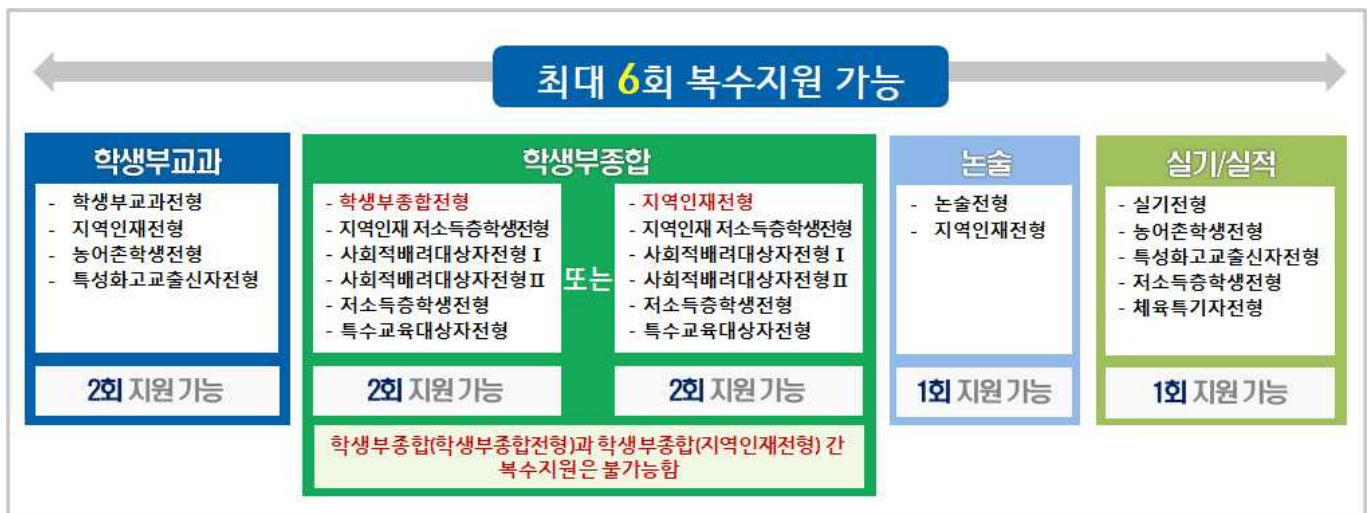 최대 6회 복수지원 가능
학생부교과
- 학생부교과전형
- 지역인재전형
- 농어촌학생전형
- 특성화고교출신자전형
2회 지원 가능
학생부종합
- 학생부종합전형
- 지역인재 저소득층학생전형
- 사회적배려대상자전형 Ⅰ
- 사회적배려대상자전형 Ⅱ
- 저소득층학생전형
- 특수교육대상자전형
2회 지원 가능
또는
- 지역인재전형
- 지역인재 저소득층학생전형
- 사회적배려대상자전형 Ⅰ
- 사회적배려대상자전형 Ⅱ
- 저소득층학생전형
- 특수교육대상자전형
2회 지원 가능
학생부종합(학생부종합전형)과 학생부종합(지역인재전형) 간
복수지원은 불가능함
논술
- 논술전형
- 지역인재전형
1회 지원 가능
실기/실적
- 실기전형
- 농어촌학생전형
- 특성화고교출신자전형
- 저소득층학생전형
- 체육특기자전형
1회 지원 가능